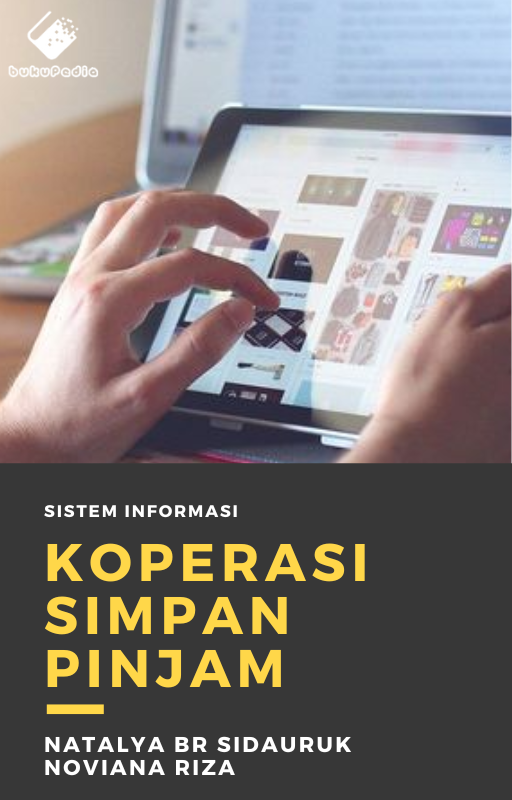 bukupedia
SISTEM INFORMASI
KOPERASI
SIMPAN
PINJAM
NATALYA BR SIDAURUK
NOVIANA RIZA